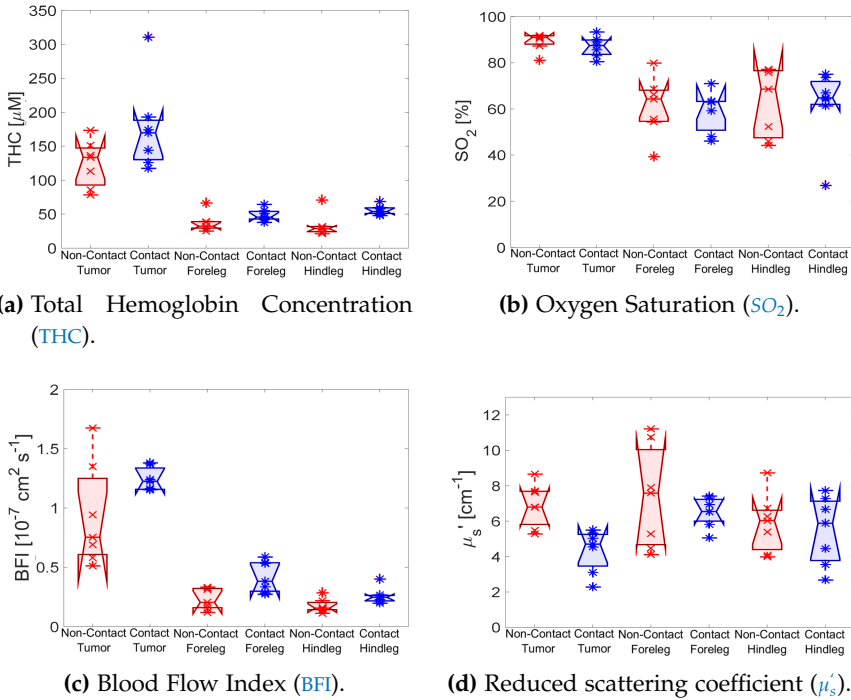 350
300
250
200
150
100
50
0
THC [μM]
Non-Contact Contact Non-Contact Contact Non-Contact Contact
Tumor Tumor Foreleg Foreleg Hindleg Hindleg
(a) Total Hemoglobin Concentration
(THC).
100
80
60
40
20
0
SO₂ [%]
Non-Contact Contact Non-Contact Contact Non-Contact Contact
Tumor Tumor Foreleg Foreleg Hindleg Hindleg
(b) Oxygen Saturation (SO₂).
2
1.5
1
0.5
0
BFI [10⁻⁷ cm² s⁻¹]
Non-Contact Contact Non-Contact Contact Non-Contact Contact
Tumor Tumor Foreleg Foreleg Hindleg Hindleg
(c) Blood Flow Index (BFI).
12
10
8
6
4
2
0
μₛ' [cm⁻¹]
Non-Contact Contact Non-Contact Contact Non-Contact Contact
Tumor Tumor Foreleg Foreleg Hindleg Hindleg
(d) Reduced scattering coefficient (μₛ').